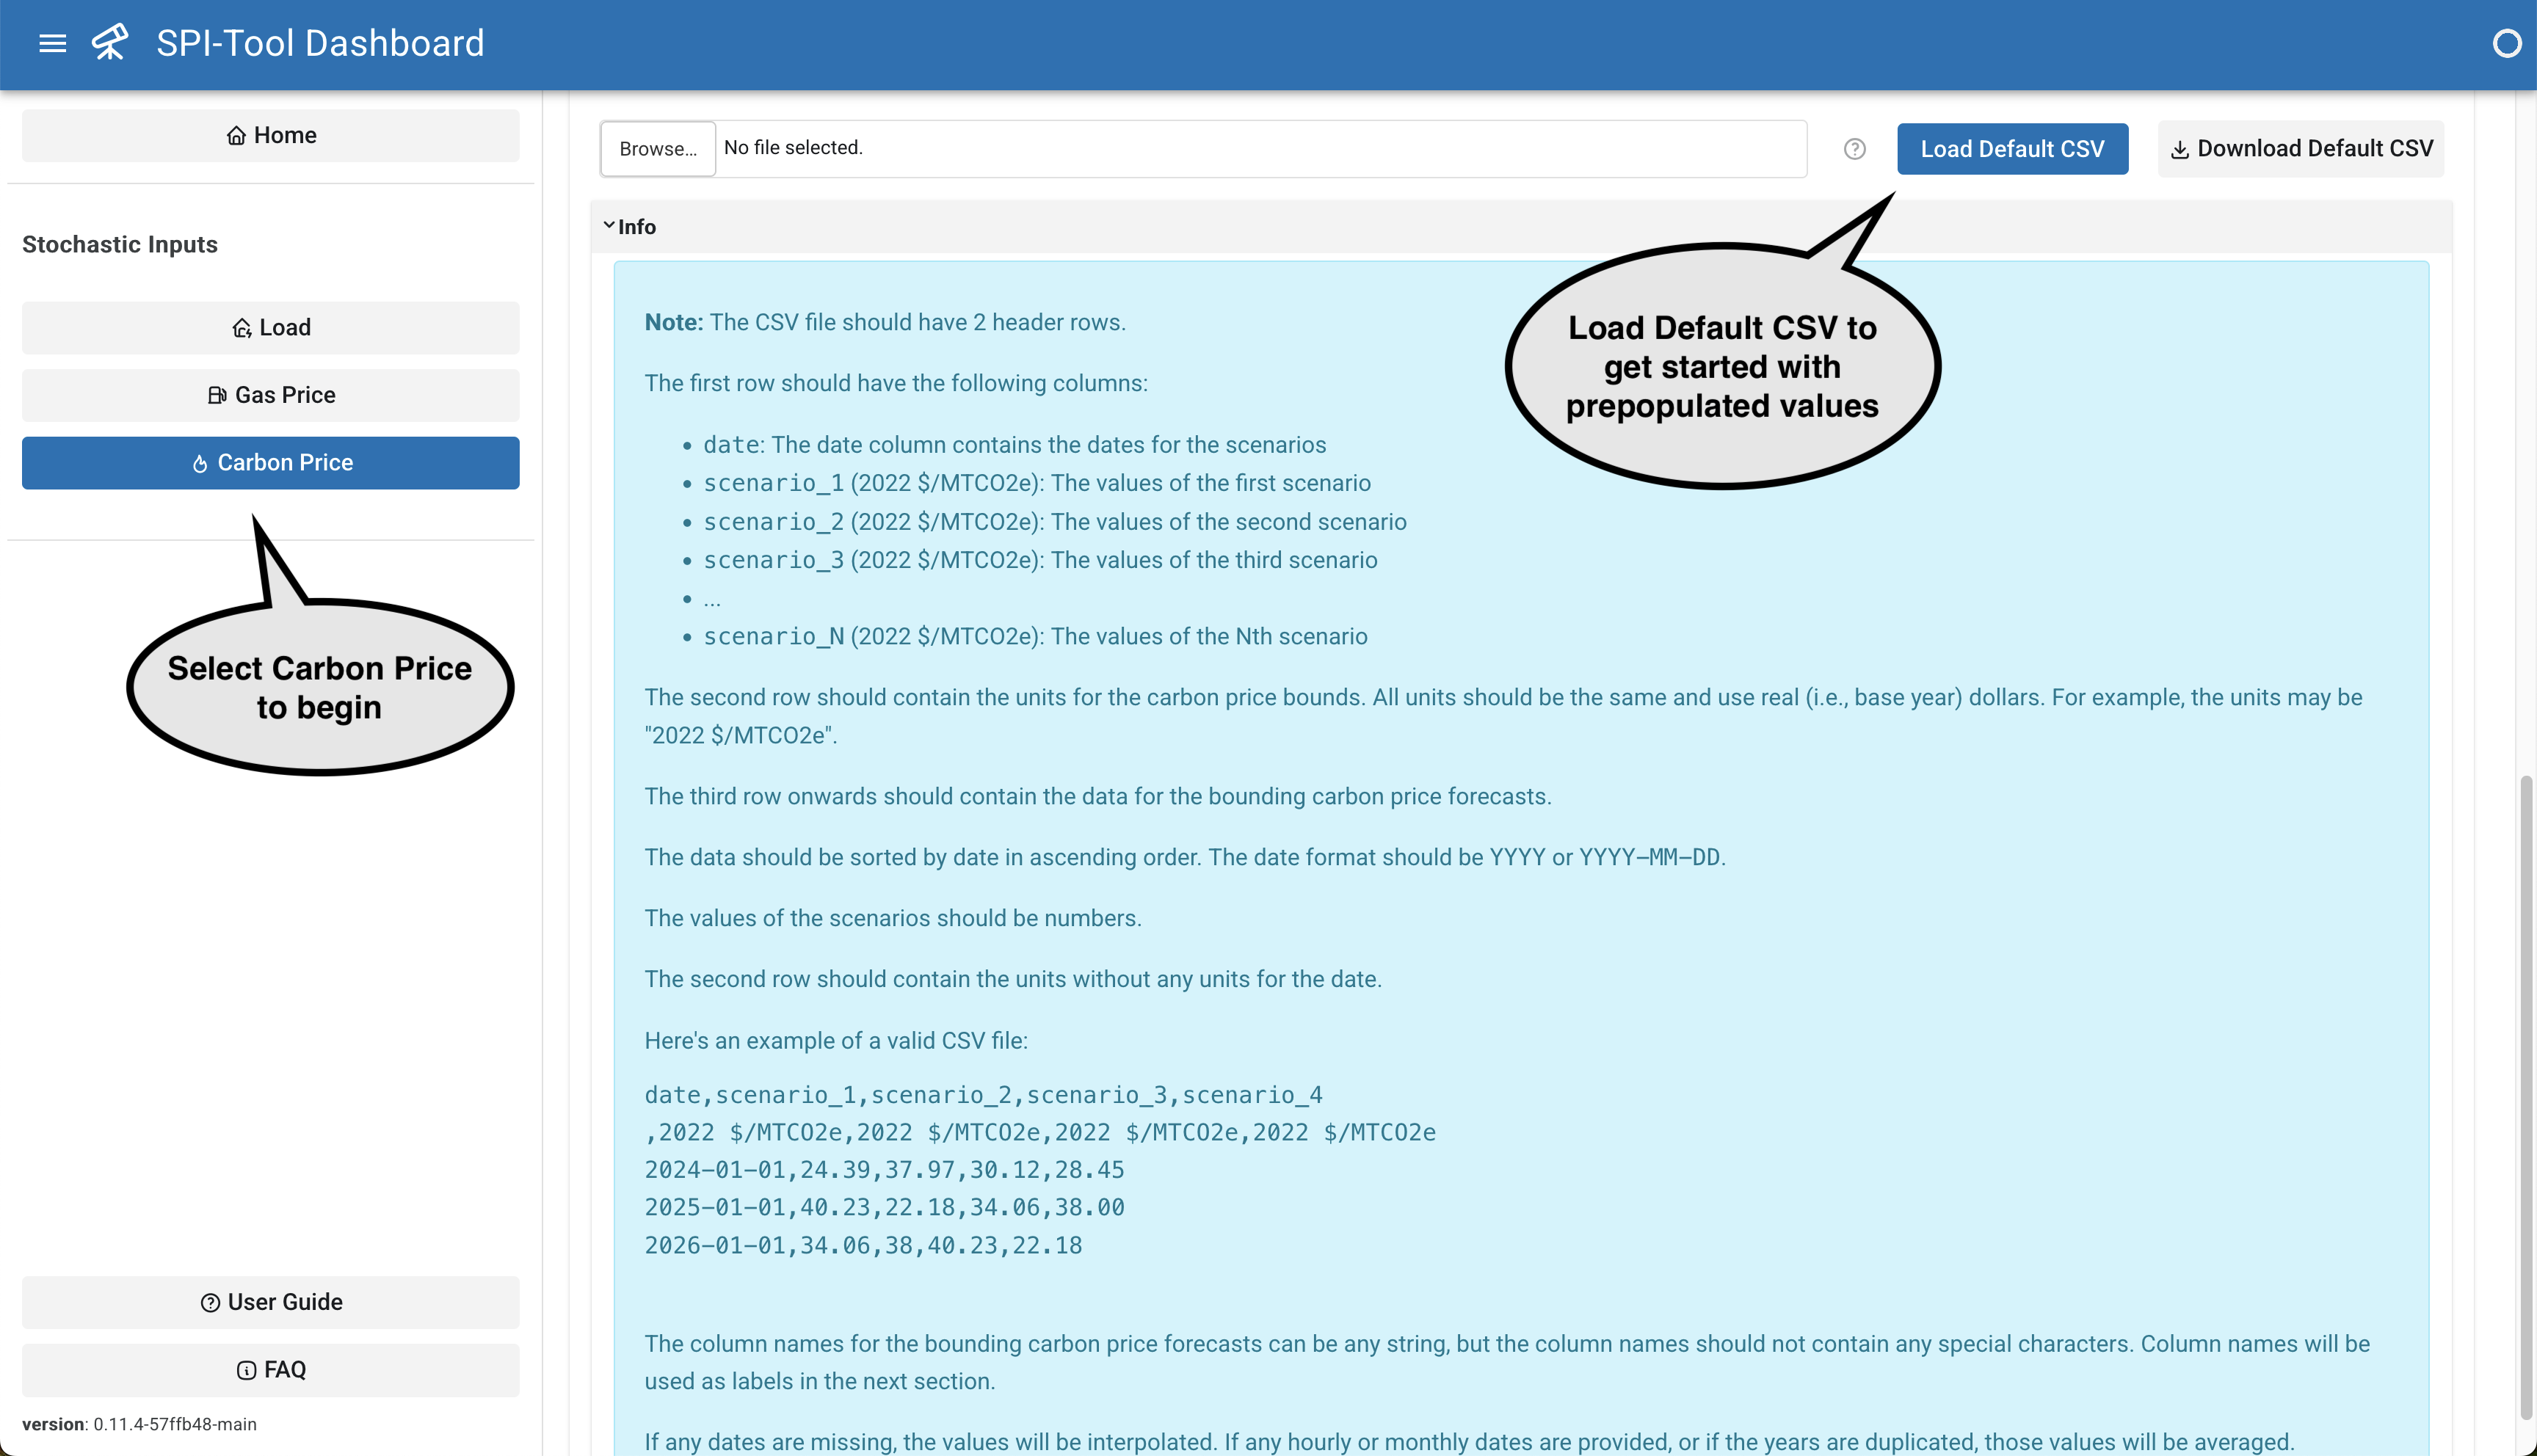 SPI-Tool Dashboard
Home
Stochastic Inputs
Load
Gas Price
Carbon Price
Select Carbon Price
to begin
User Guide
FAQ
version: 0.11.4-57ffb48-main
Browse...
No file selected.
Load Default CSV
Download Default CSV
Load Default CSV to
get started with
prepopulated values
Info
Note: The CSV file should have 2 header rows.
The first row should have the following columns:
• date: The date column contains the dates for the scenarios
• scenario_1 (2022 $/MTCO2e): The values of the first scenario
• scenario_2 (2022 $/MTCO2e): The values of the second scenario
• scenario_3 (2022 $/MTCO2e): The values of the third scenario
• ...
• scenario_N (2022 $/MTCO2e): The values of the Nth scenario
The second row should contain the units for the carbon price bounds. All units should be the same and use real (i.e., base year) dollars. For example, the units may be
"2022 $/MTCO2e".
The third row onwards should contain the data for the bounding carbon price forecasts.
The data should be sorted by date in ascending order. The date format should be YYYY or YYYY-MM-DD.
The values of the scenarios should be numbers.
The second row should contain the units without any units for the date.
Here's an example of a valid CSV file:
date,scenario_1,scenario_2,scenario_3,scenario_4
,2022 $/MTCO2e,2022 $/MTCO2e,2022 $/MTCO2e,2022 $/MTCO2e
2024-01-01,24.39,37.97,30.12,28.45
2025-01-01,40.23,22.18,34.06,38.00
2026-01-01,34.06,38,40.23,22.18
The column names for the bounding carbon price forecasts can be any string, but the column names should not contain any special characters. Column names will be
used as labels in the next section.
If any dates are missing, the values will be interpolated. If any hourly or monthly dates are provided, or if the years are duplicated, those values will be averaged.